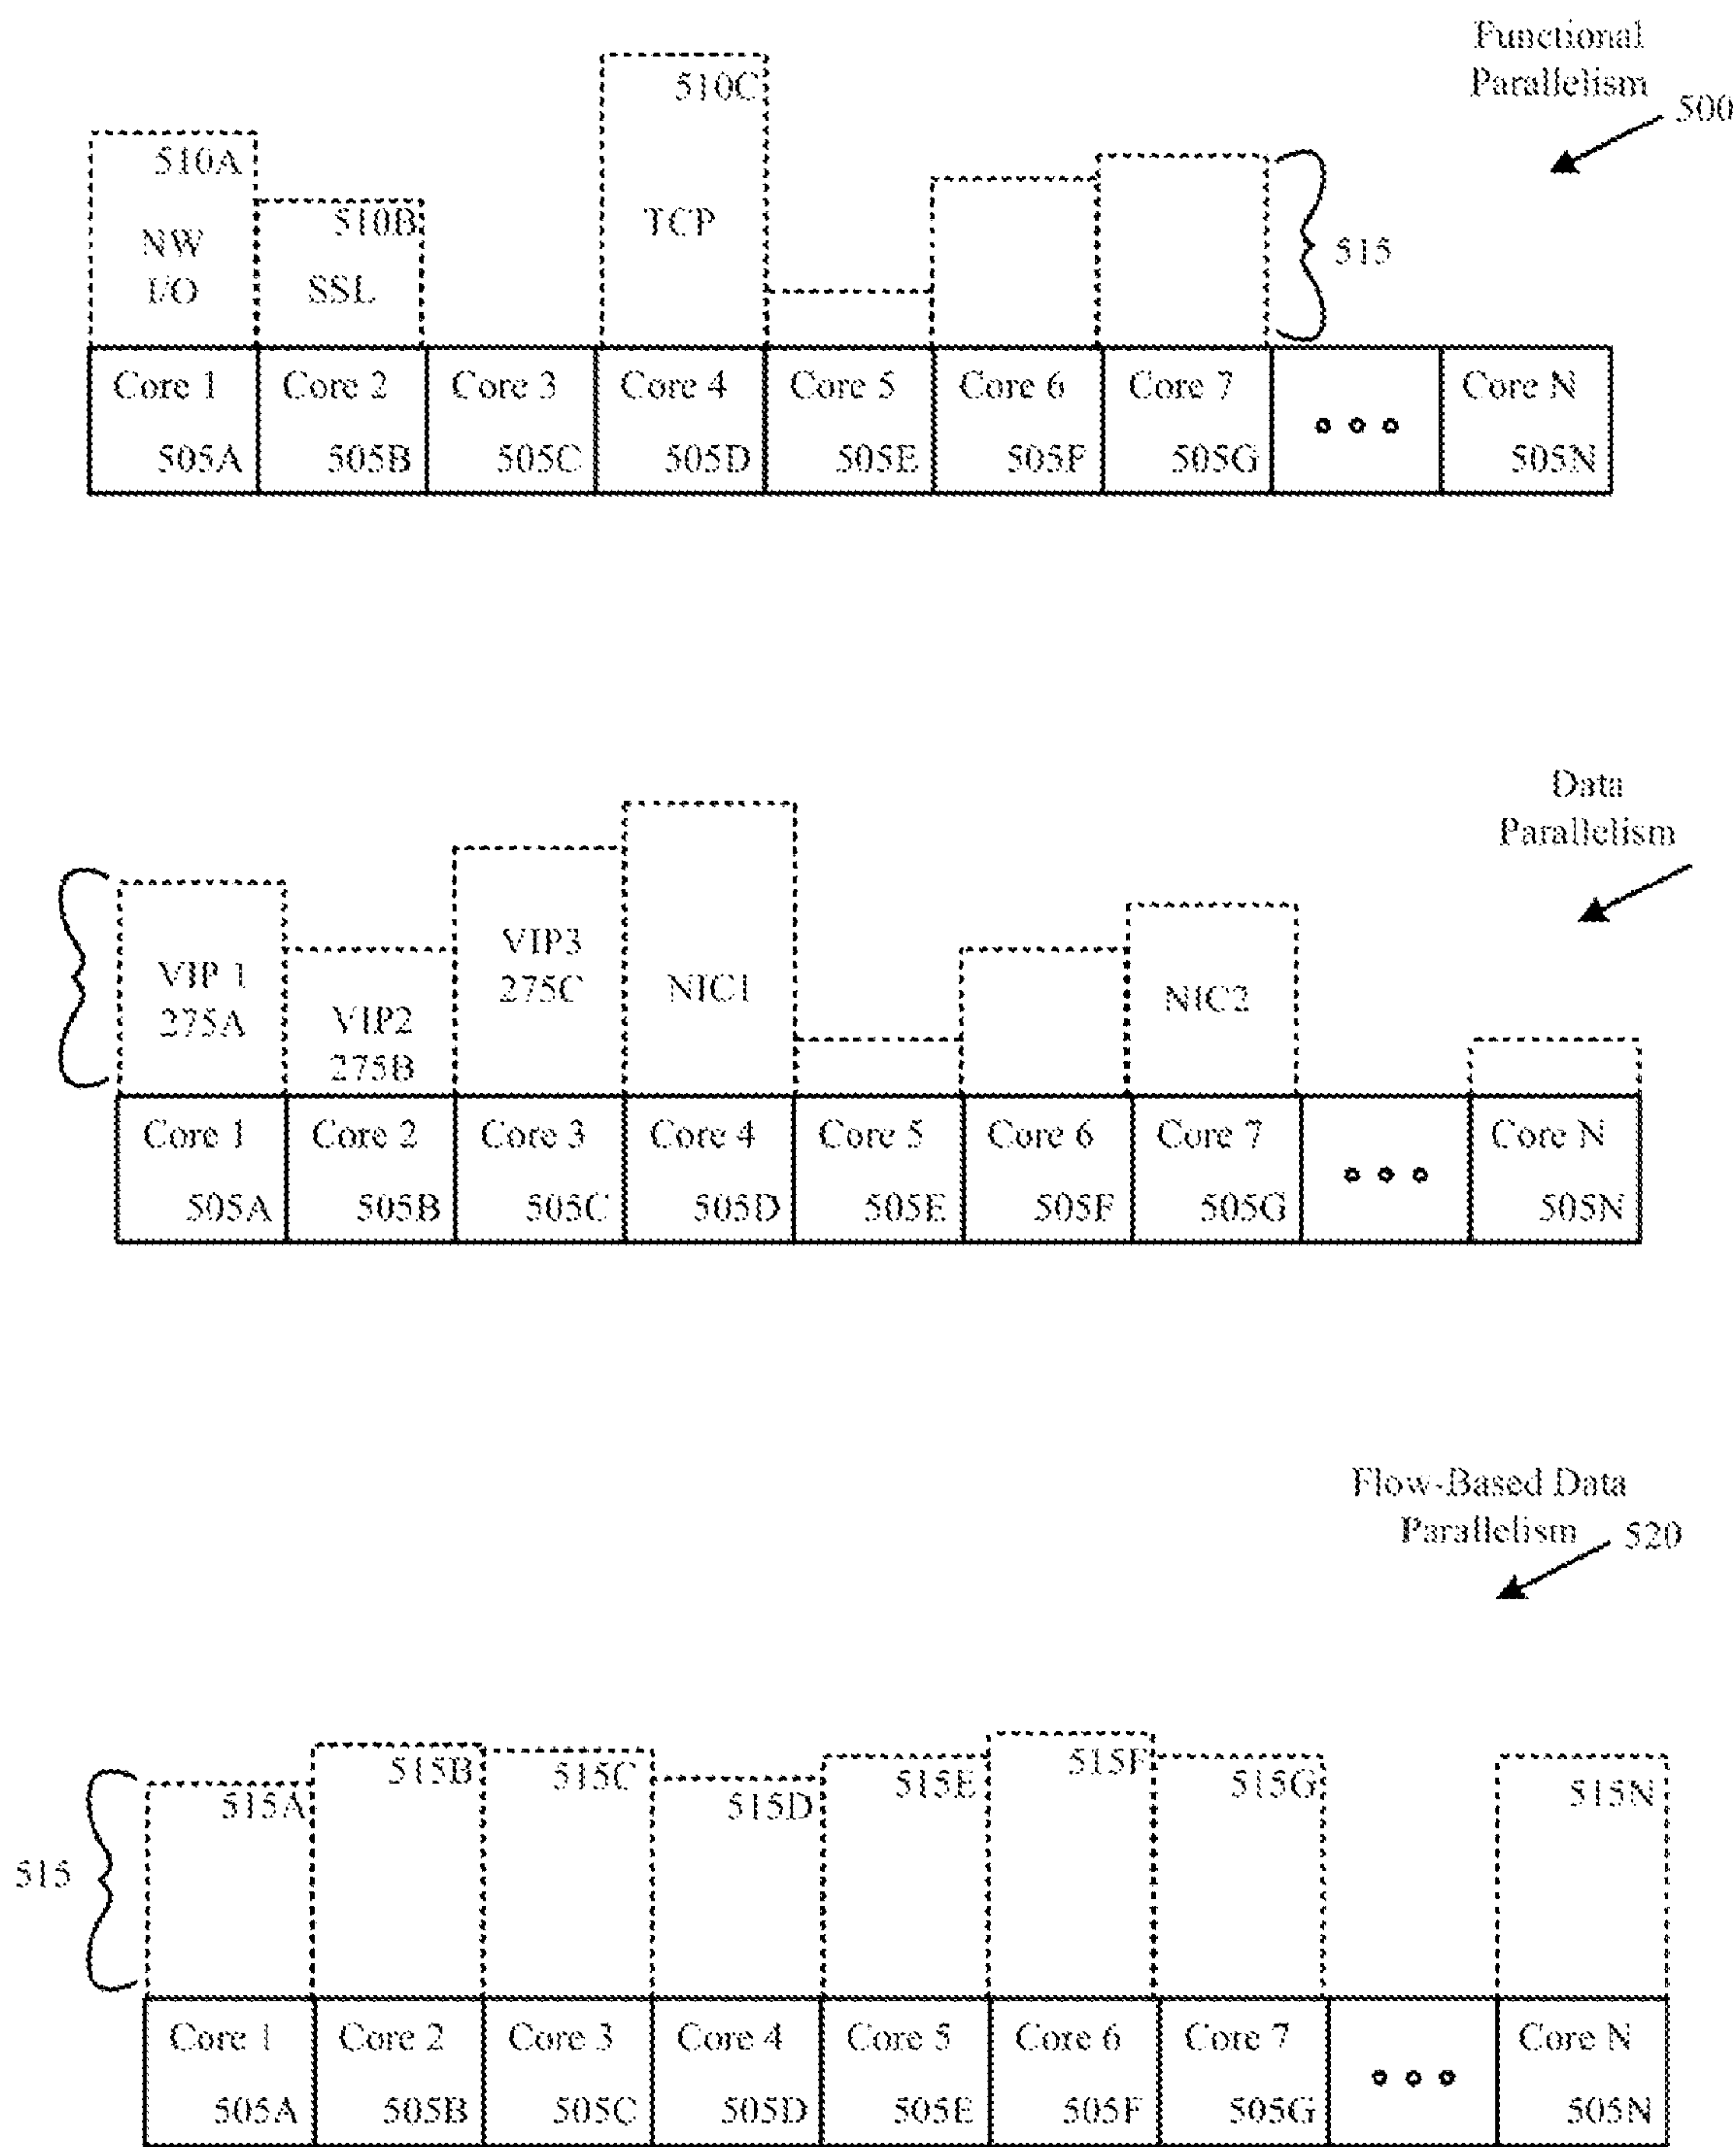 Functional
Parallelism
500
510A
NW
I/O
510B
SSL
510C
TCP
515
Core 1
505A
Core 2
505B
Core 3
505C
Core 4
505D
Core 5
505E
Core 6
505F
Core 7
505G
Core N
505N
Data
Parallelism
VIP 1
275A
VIP2
275B
VIP3
275C
NIC1
NIC2
Core 1
505A
Core 2
505B
Core 3
505C
Core 4
505D
Core 5
505E
Core 6
505F
Core 7
505G
Core N
505N
Flow-Based Data
Parallelism
520
515
515A
515B
515C
515D
515E
515F
515G
515N
Core 1
505A
Core 2
505B
Core 3
505C
Core 4
505D
Core 5
505E
Core 6
505F
Core 7
505G
Core N
505N